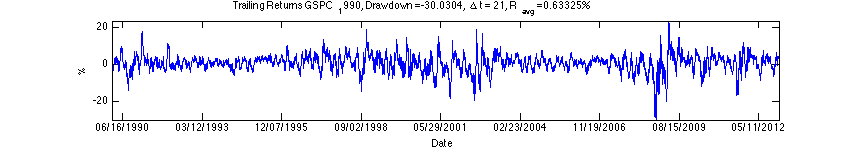 Trailing Returns GSPC 1990, Drawdown =-30.0304, Δ t = 21, R avg =0.63325%
20
0
-20
%
06/16/1990 03/12/1993 12/07/1995 09/02/1998 05/29/2001 02/23/2004 11/19/2006 08/15/2009 05/11/2012
Date